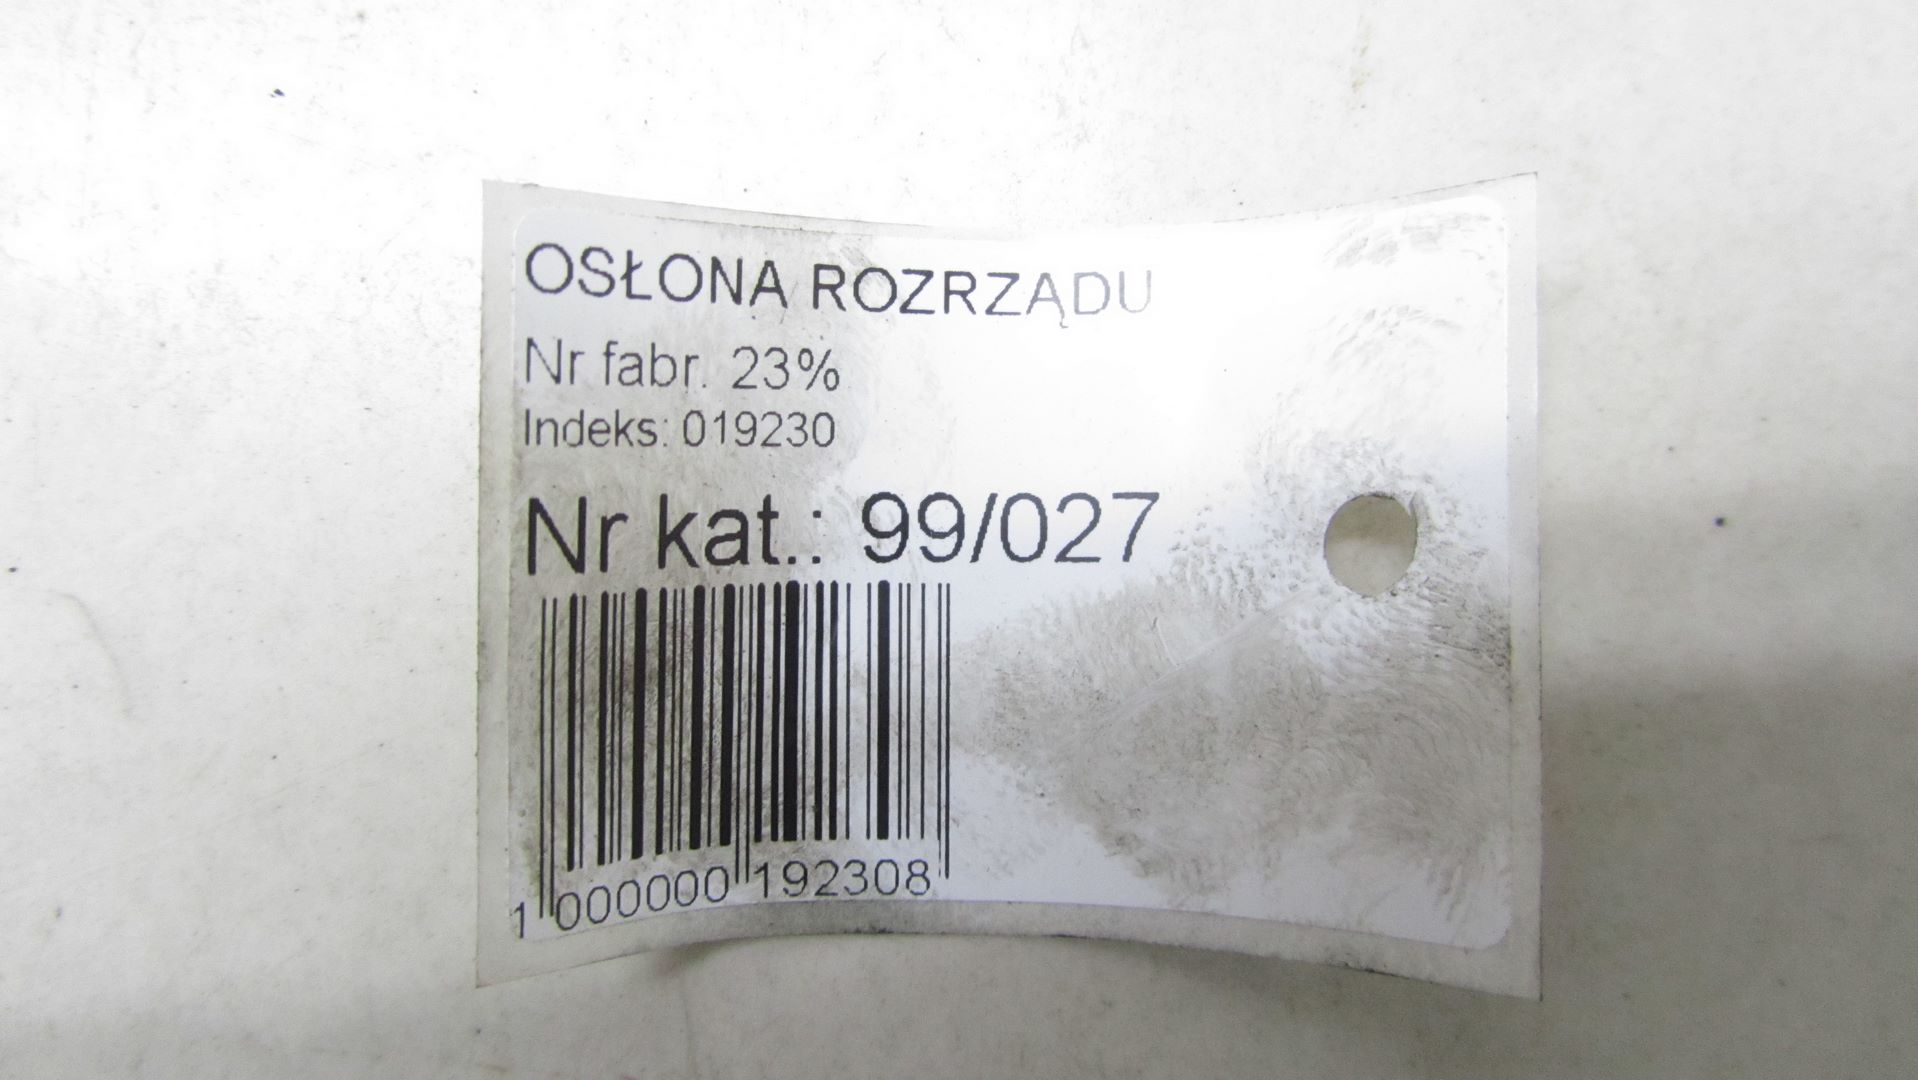 OSŁONA ROZRZĄDU
Nr fabr. 23%
Indeks: 019230
Nr kat.: 99/027
1 000000 192308